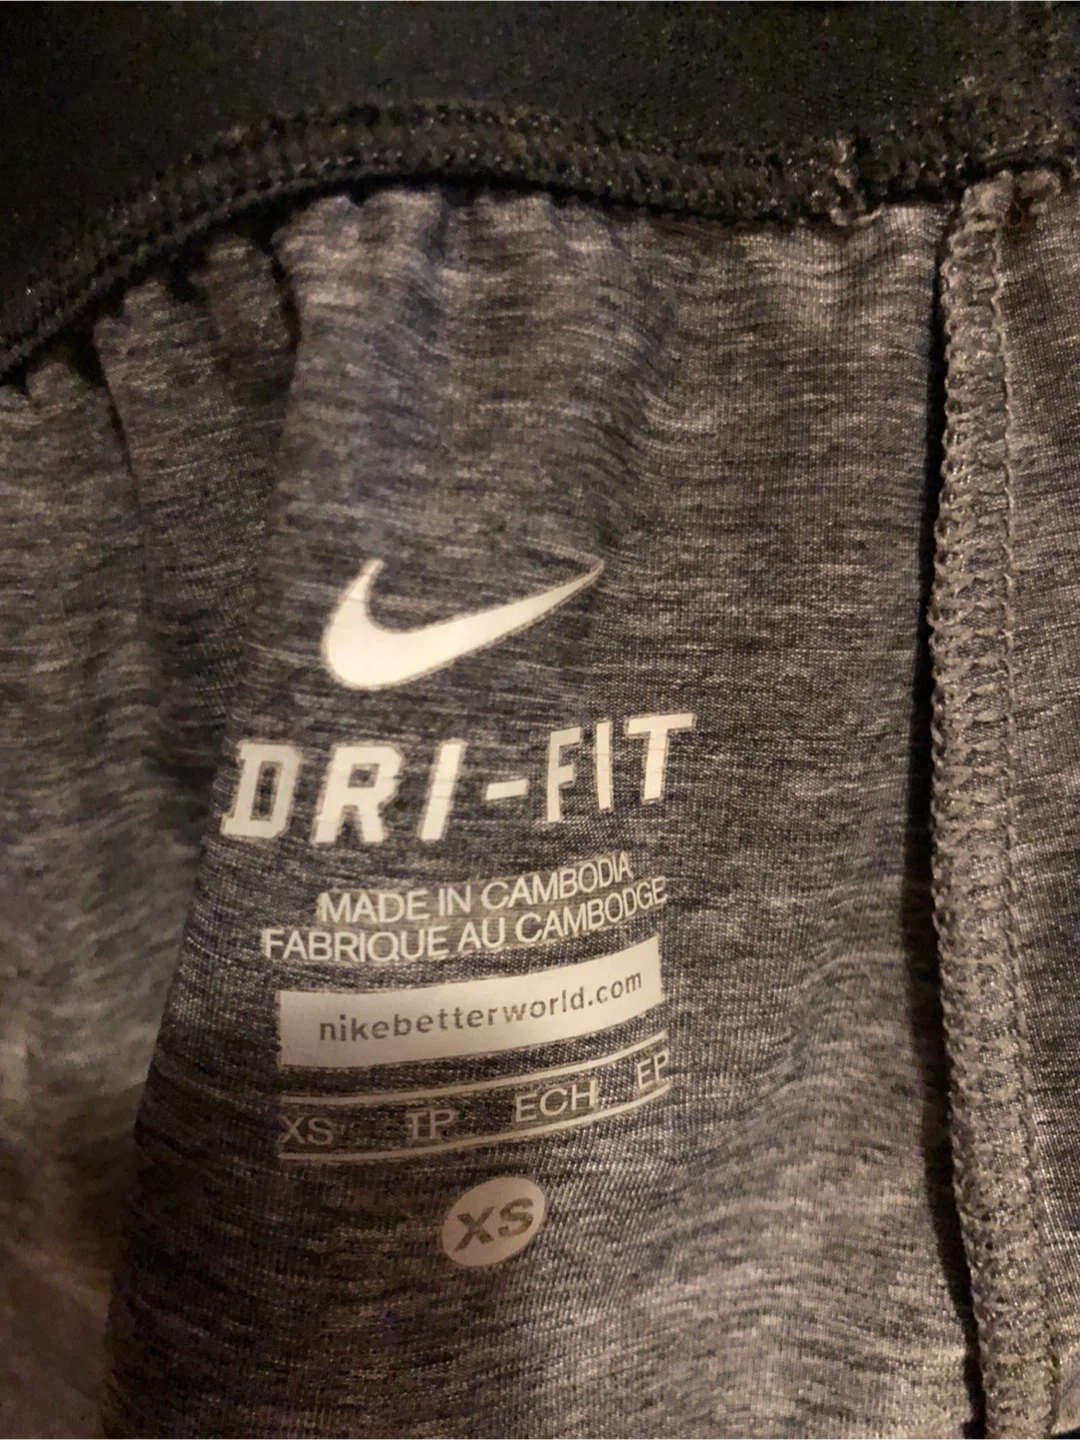 DRI-FIT
MADE IN CAMBODIA
FABRIQUE AU CAMBODGE
nikebetterworld.com
XS TP ECH EP
XS